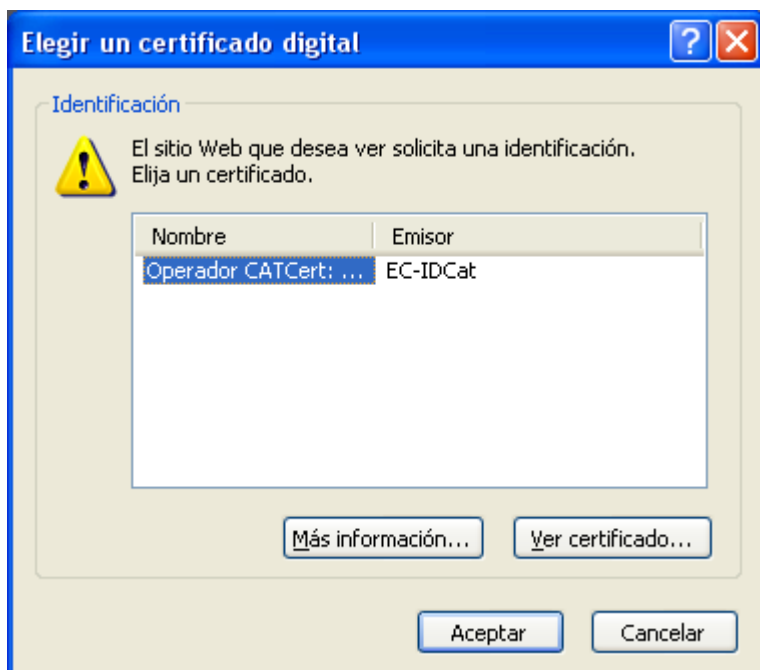 Elegir un certificado digital
Identificación
El sitio Web que desea ver solicita una identificación.
Elija un certificado.
Nombre Emisor
Operador CATCert: ... EC-IDCat
Más información... Ver certificado...
Aceptar Cancelar